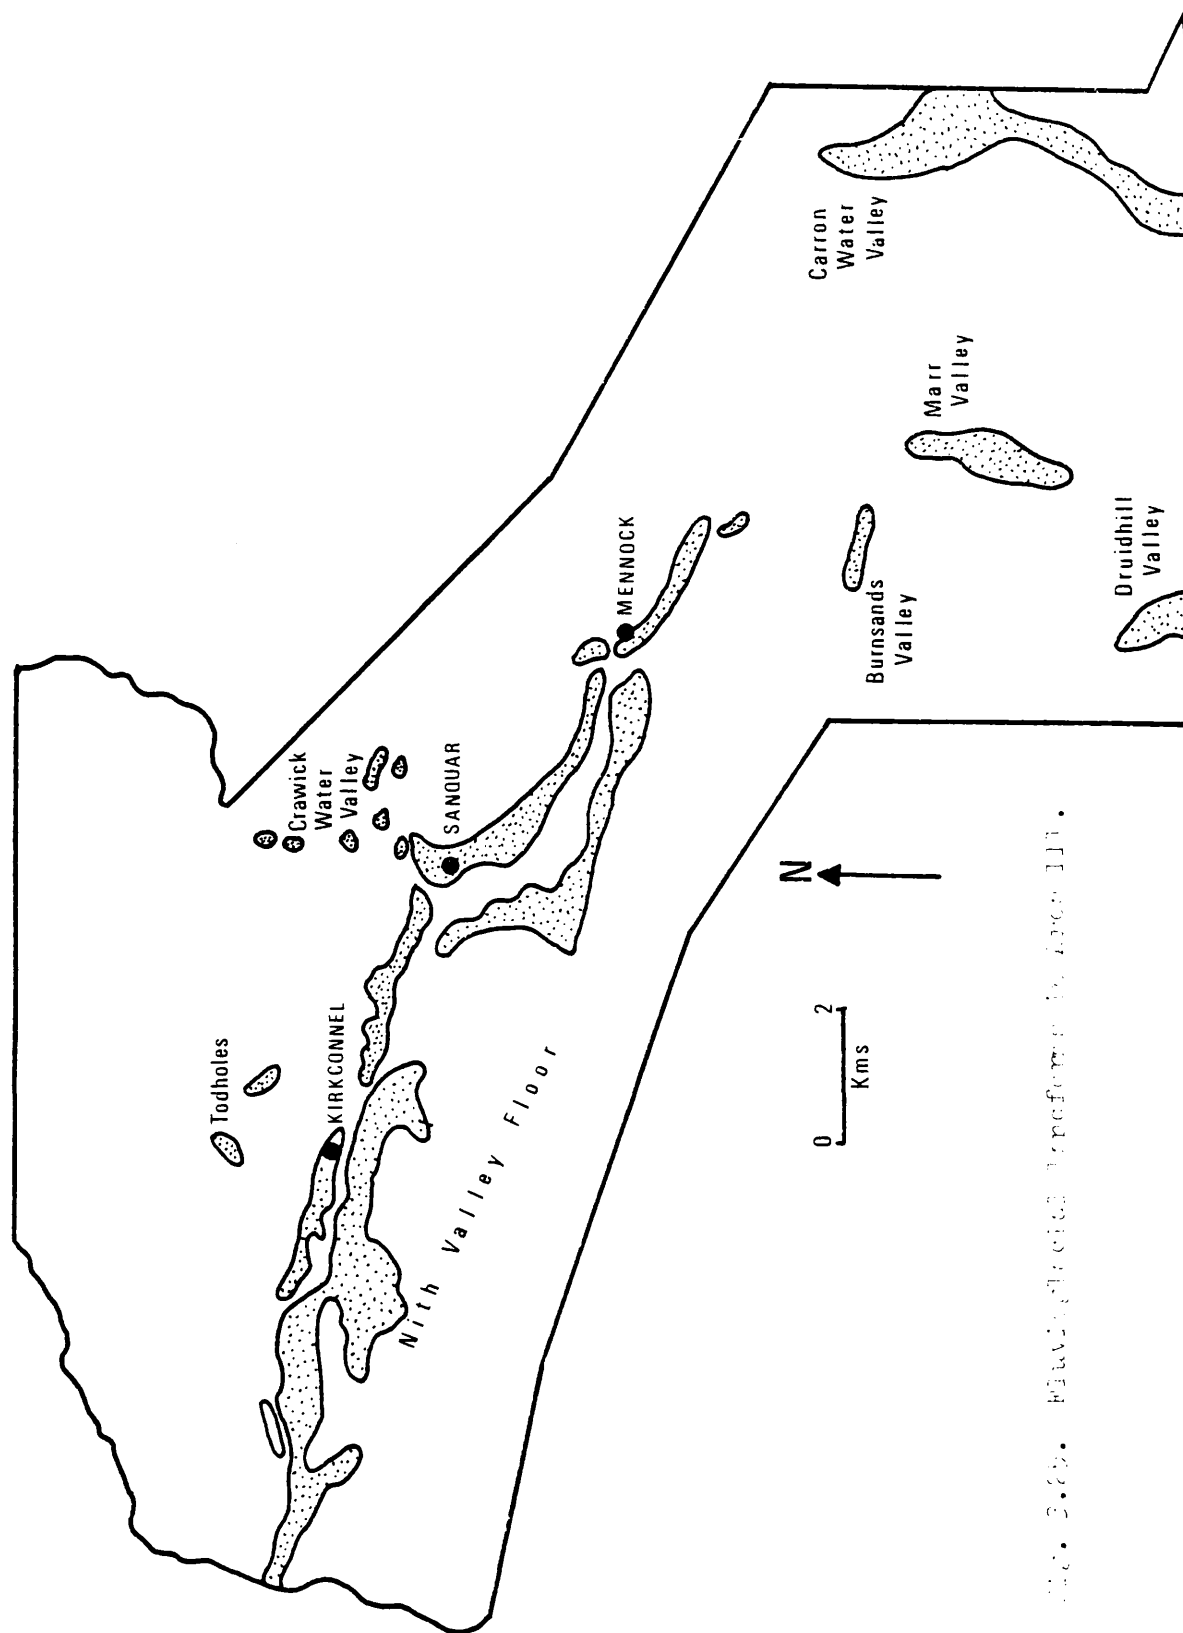 Carron
Water
Valley
Marr
Valley
Druidhill
Valley
Burnsands
Valley
MENNOCK
Crawick
Water
Valley
SANQUAR
Todholes
KIRKCONNEL
Nith Valley Floor
N
0 2
Kms